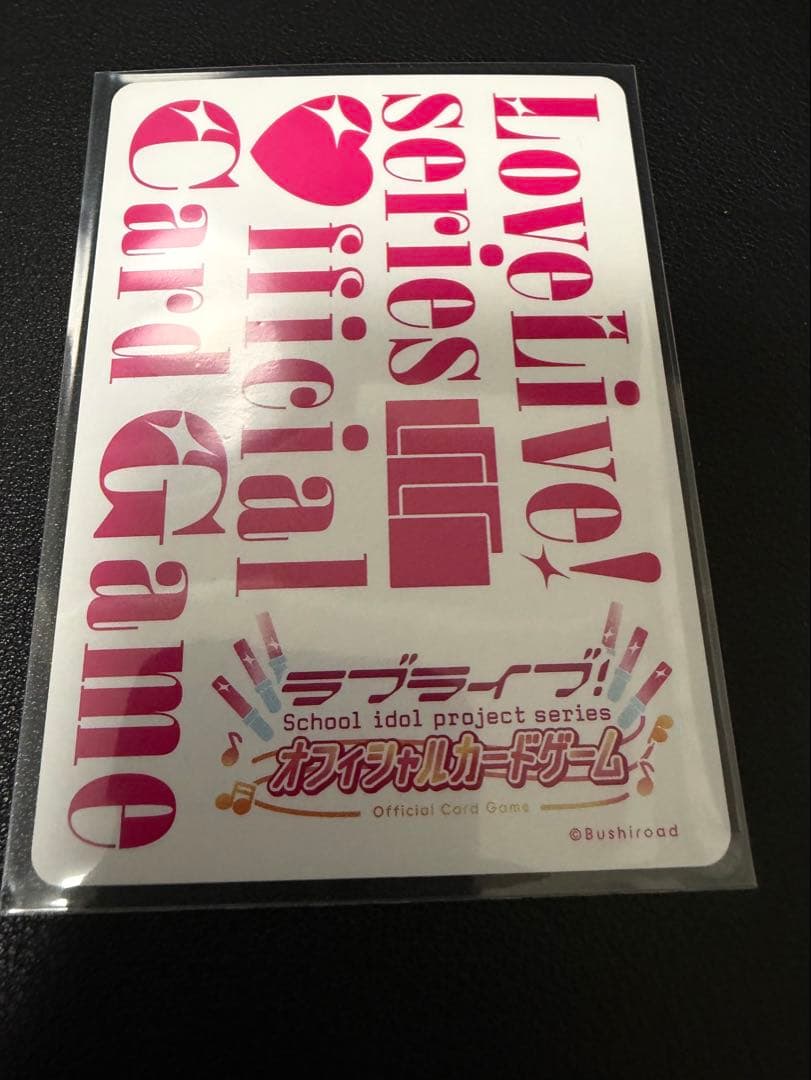 LoveLive!
series
Official
Card Game
ラブライブ!
School idol project series
オフィシャルカードゲーム
Official Card Game
©Bushiroad